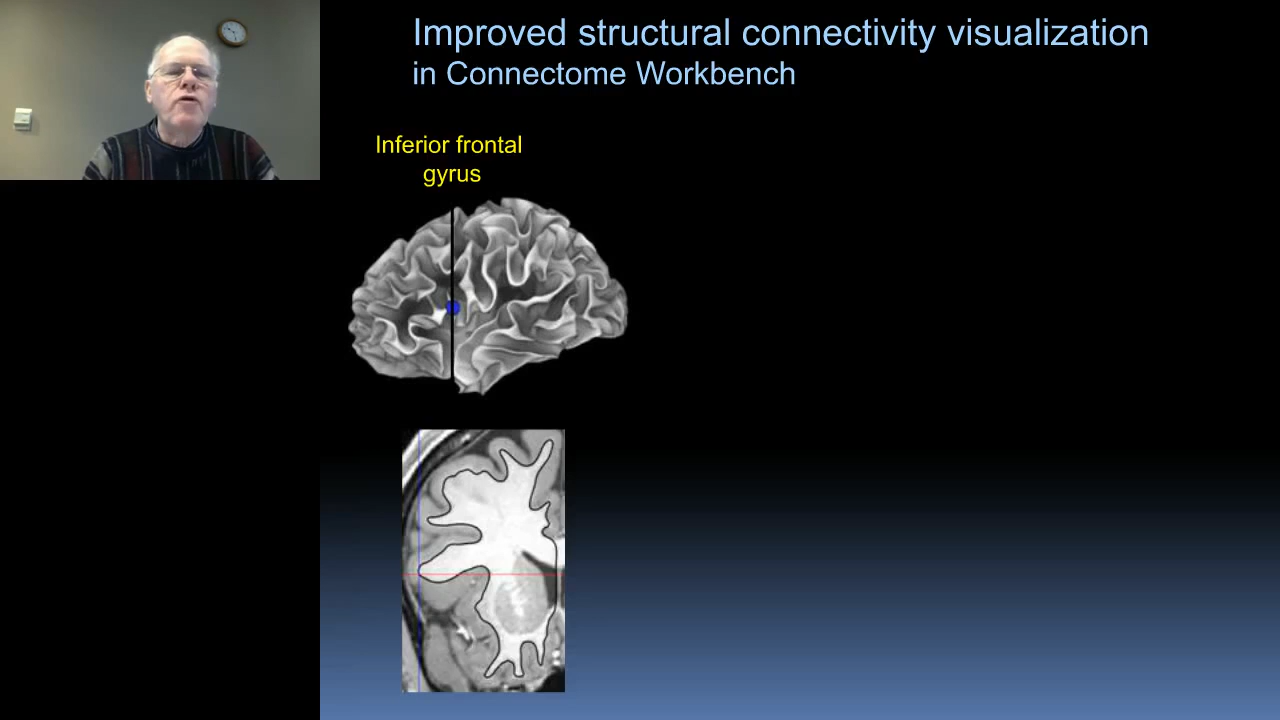 Improved structural connectivity visualization
in Connectome Workbench
Inferior frontal
gyrus